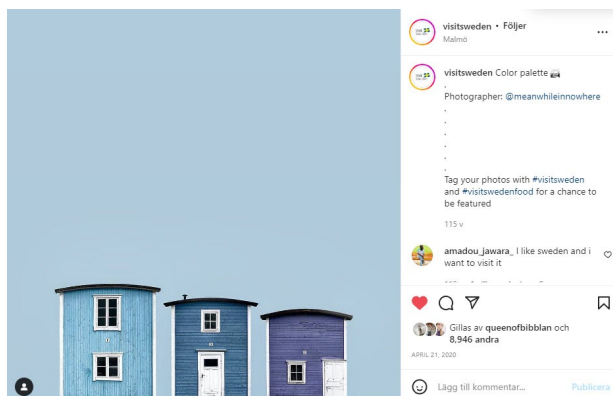 visitsweden • Följer
Malmö
visitsweden Color palette
.
Photographer: @meanwhileinnowhere
.
.
.
.
.
.
Tag your photos with #visitsweden
and #visitswedenfood for a chance to
be featured
115 v
amadou_jawara_ I like sweden and i
want to visit it
Gillas av queenofbibblan och
8,946 andra
APRIL 21, 2020
Lägg till kommentar...
Publicera